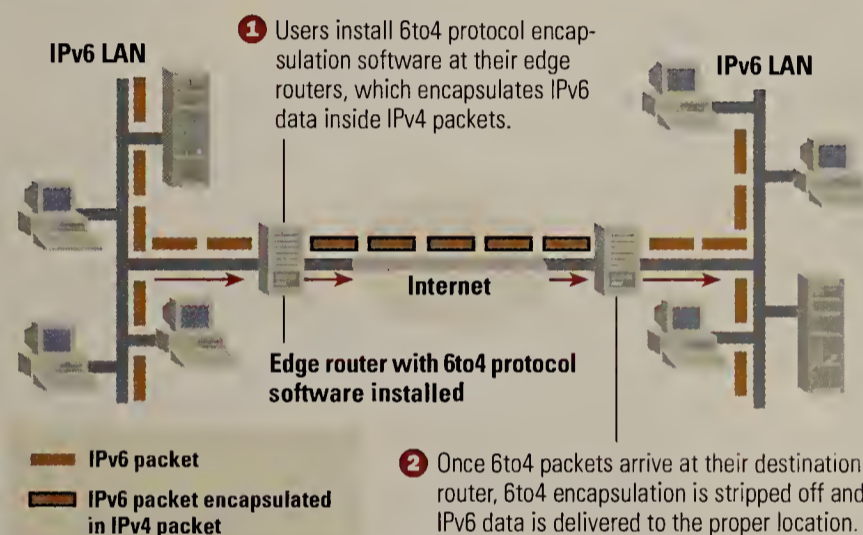 IPv6 LAN
1 Users install 6to4 protocol encap-
sulation software at their edge
routers, which encapsulates IPv6
data inside IPv4 packets.
IPv6 LAN
Internet
Edge router with 6to4 protocol
software installed
IPv6 packet
IPv6 packet encapsulated
in IPv4 packet
2 Once 6to4 packets arrive at their destination
router, 6to4 encapsulation is stripped off and
IPv6 data is delivered to the proper location.